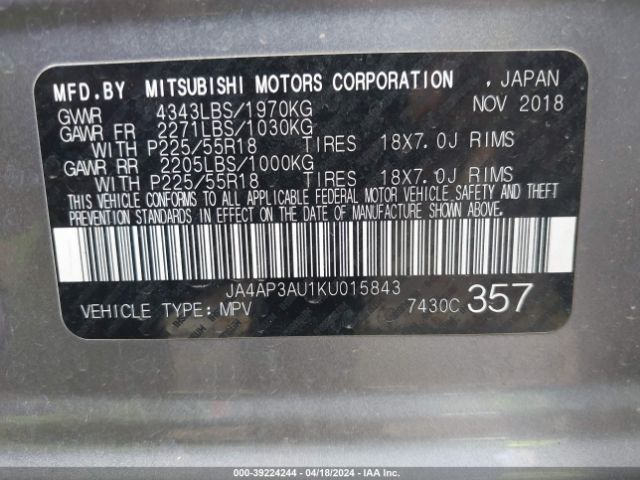 MFD.BY MITSUBISHI MOTORS CORPORATION , JAPAN
GVWR 4343LBS/1970KG NOV 2018
GAWR FR 2271LBS/1030KG
WITH P225/55R18 TIRES 18X7.0J RIMS
GAWR RR 2205LBS/1000KG
WITH P225/55R18 TIRES 18X7.0J RIMS
THIS VEHICLE CONFORMS TO ALL APPLICABLE FEDERAL MOTOR VEHICLE SAFETY AND THEFT
PREVENTION STANDARDS IN EFFECT ON THE DATE OF MANUFACTURE SHOWN ABOVE.
JA4AP3AU1KU015843
VEHICLE TYPE: MPV 7430C 357
000-39224244 - 04/18/2024 - IAA Inc.